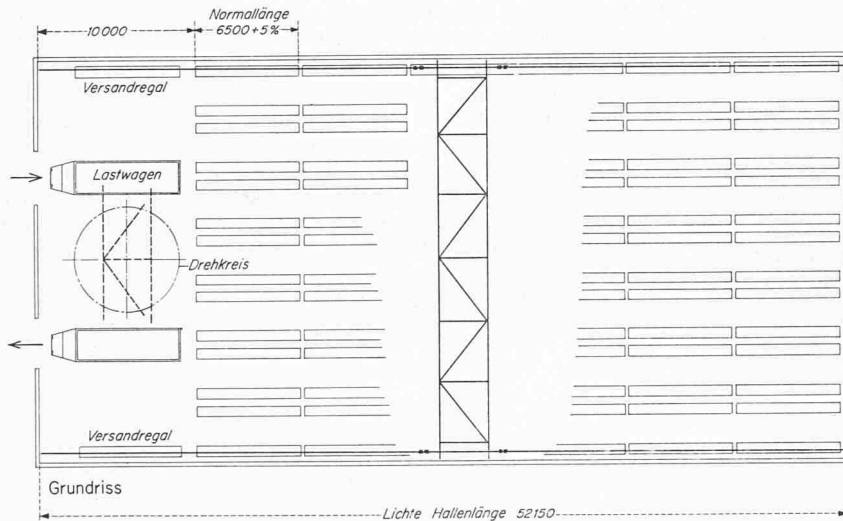 Normallänge
10000
6500+5%
Versandregal
Lastwagen
Drehkreis
Versandregal
Grundriss
Lichte Hallenlänge 52150